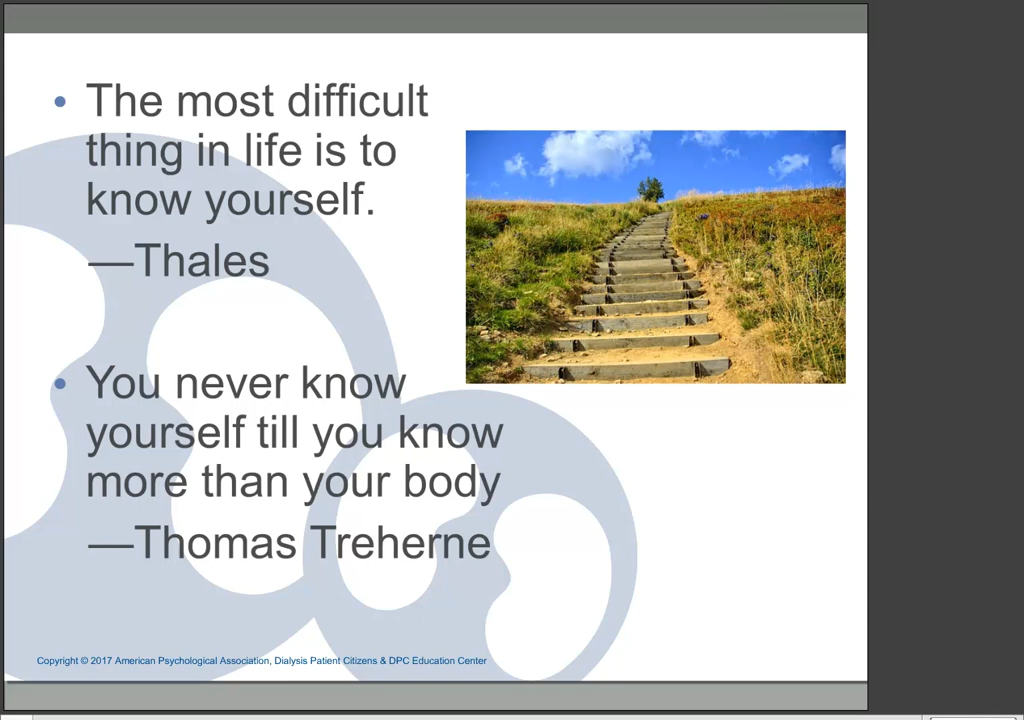 • The most difficult
thing in life is to
know yourself.
—Thales
• You never know
yourself till you know
more than your body
—Thomas Treherne
Copyright © 2017 American Psychological Association, Dialysis Patient Citizens & DPC Education Center